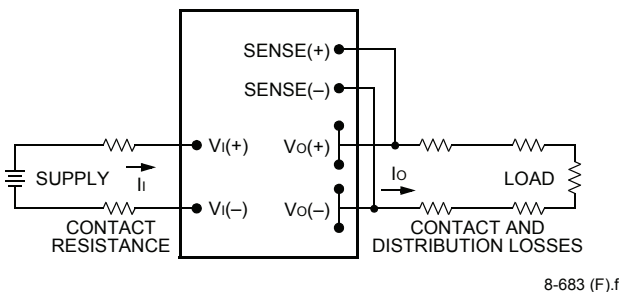 SENSE(+)
SENSE(–)
VI(+)
VO(+)
SUPPLY
II
IO
LOAD
VI(–)
VO(–)
CONTACT
RESISTANCE
CONTACT AND
DISTRIBUTION LOSSES
8-683 (F).f